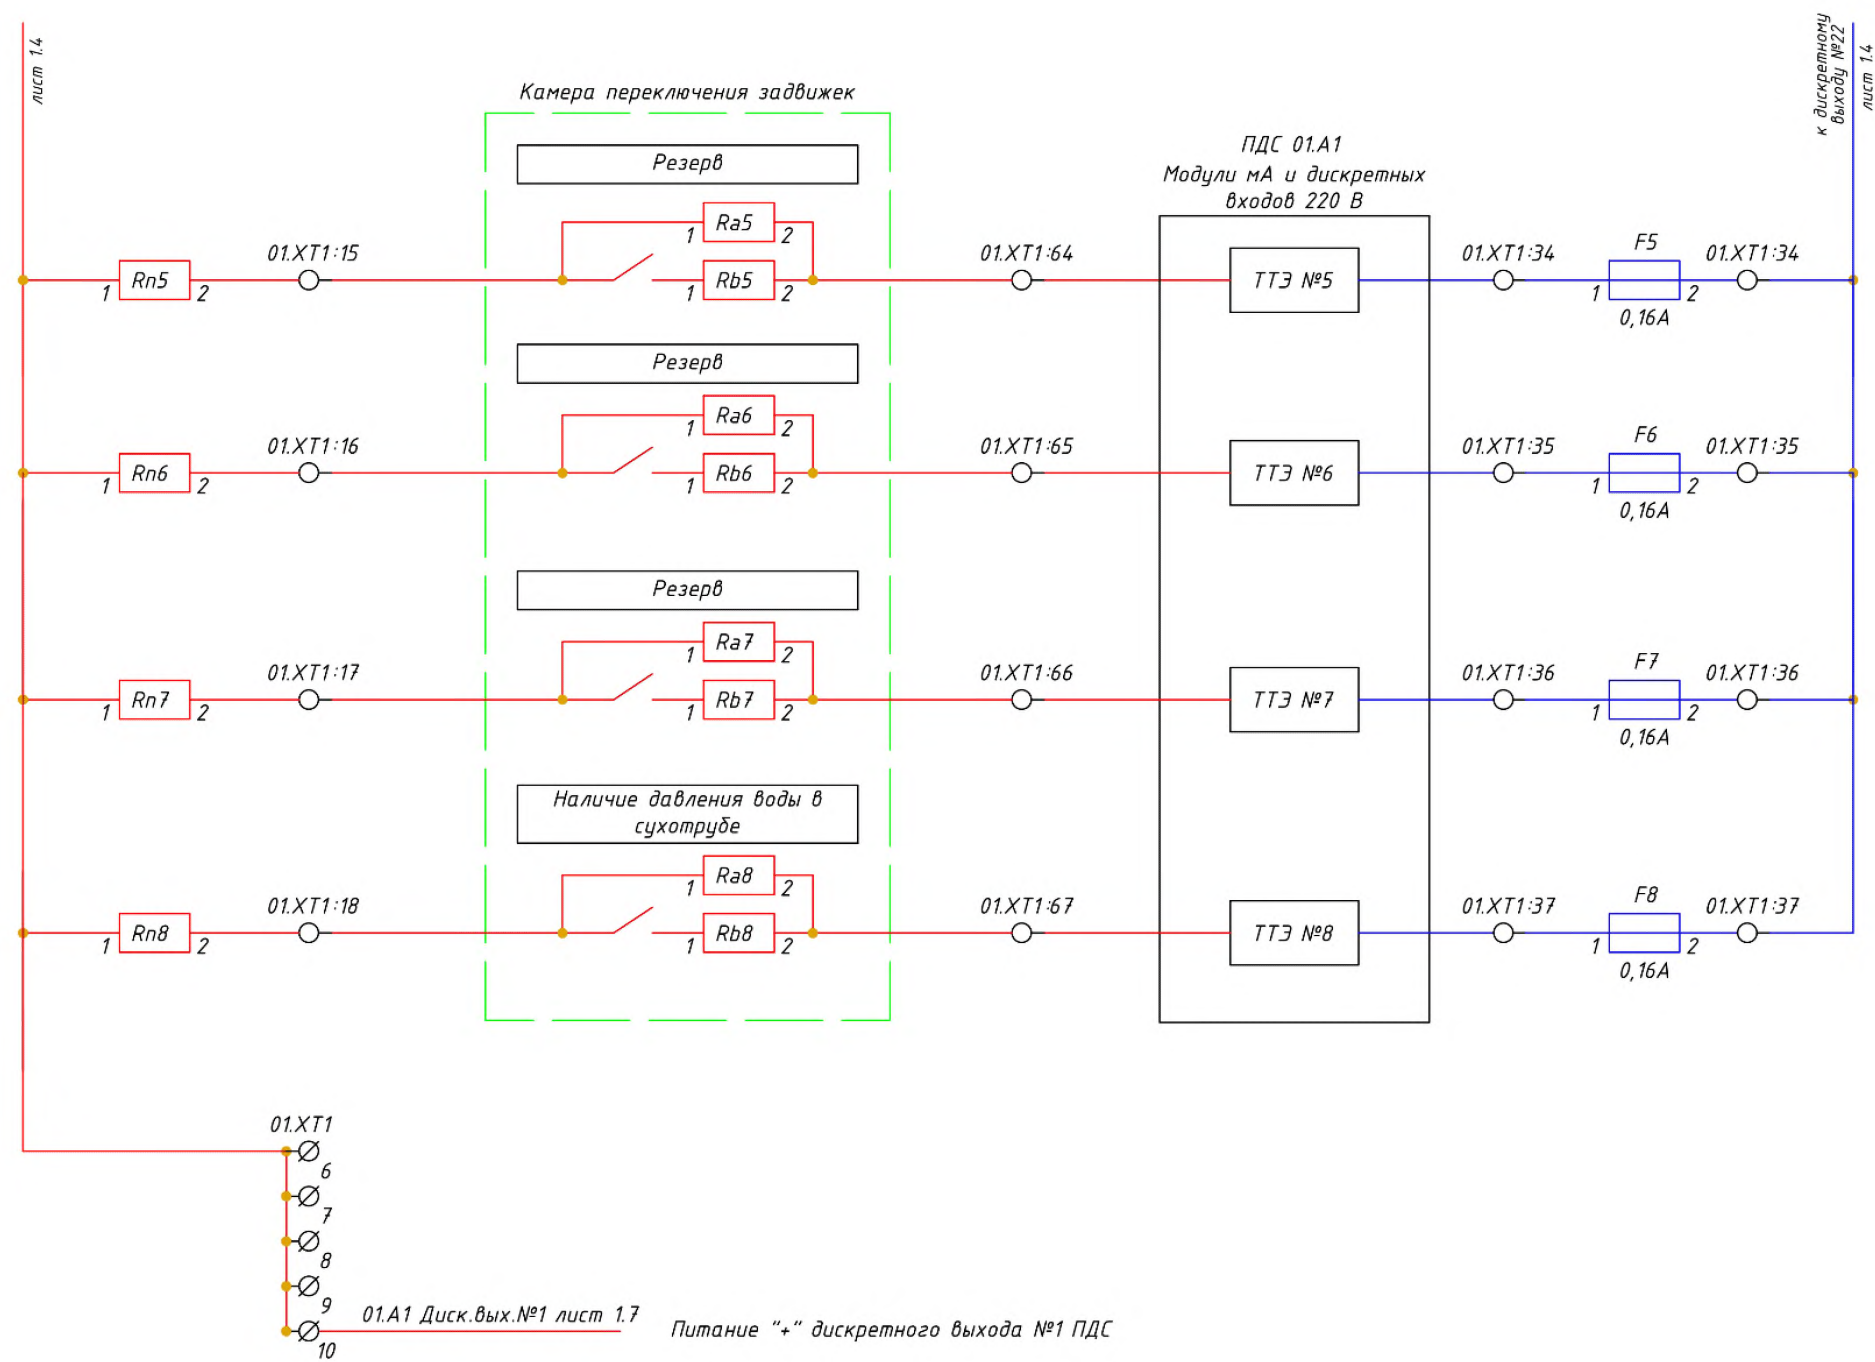 лист 1.4
к дискретному
выходу №22
лист 1.4
Камера переключения задвижек
ПДС 01.А1
Модули мА и дискретных
входов 220 В
Резерв
Ra5
1 2
01.XT1:15
01.XT1:64
01.XT1:34
F5
01.XT1:34
Rn5
1 2
Rb5
1 2
ТТЭ №5
1 2
0,16А
Резерв
Ra6
1 2
01.XT1:16
01.XT1:65
01.XT1:35
F6
01.XT1:35
Rn6
1 2
Rb6
1 2
ТТЭ №6
1 2
0,16А
Резерв
Ra7
1 2
01.XT1:17
01.XT1:66
01.XT1:36
F7
01.XT1:36
Rn7
1 2
Rb7
1 2
ТТЭ №7
1 2
0,16А
Наличие давления воды в
сухотрубе
Ra8
1 2
01.XT1:18
01.XT1:67
01.XT1:37
F8
01.XT1:37
Rn8
1 2
Rb8
1 2
ТТЭ №8
1 2
0,16А
01.XT1
6
7
8
9
10
01.А1 Диск.вых.№1 лист 1.7
Питание "+" дискретного выхода №1 ПДС